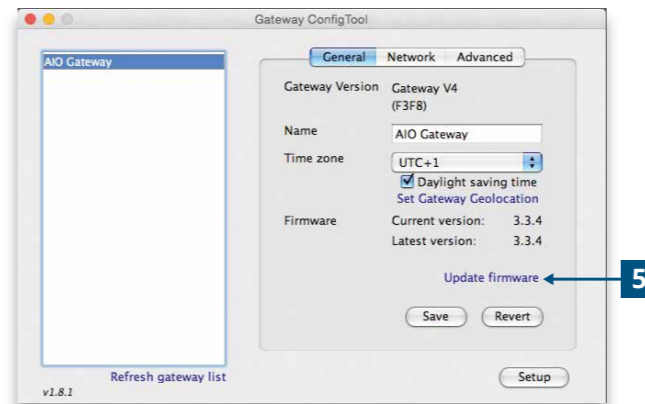 Gateway ConfigTool
AIO Gateway
General Network Advanced
Gateway Version Gateway V4
(F3F8)
Name AIO Gateway
Time zone UTC+1
Daylight saving time
Set Gateway Geolocation
Firmware Current version: 3.3.4
Latest version: 3.3.4
Update firmware
5
Save Revert
Refresh gateway list
Setup
v1.8.1